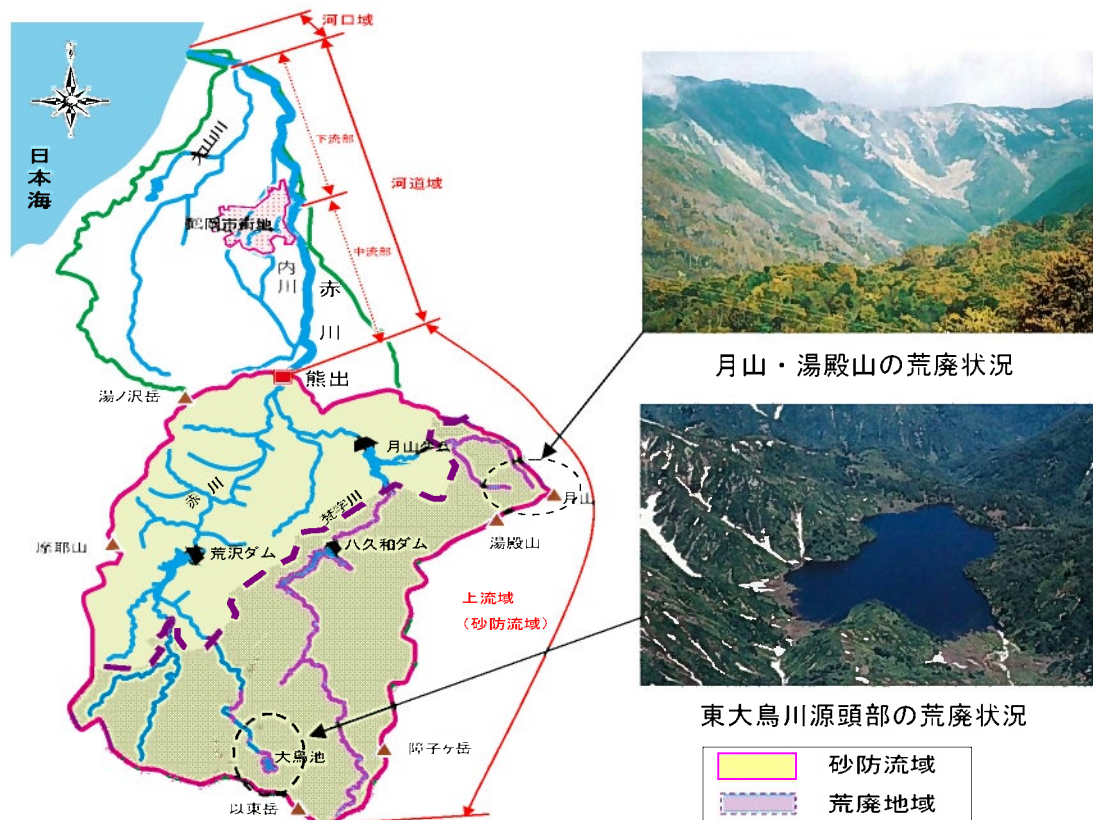 河口域
日本海
大山川
下流部
河道域
鶴岡市街地
中流部
内川
赤川
熊出
湯ノ沢岳
月山ダム
赤川
梵字川
月山
湯殿山
摩耶山
荒沢ダム
八久和ダム
上流域
(砂防流域)
大鳥池
障子ヶ岳
以東岳
月山・湯殿山の荒廃状況
東大鳥川源頭部の荒廃状況
砂防流域
荒廃地域